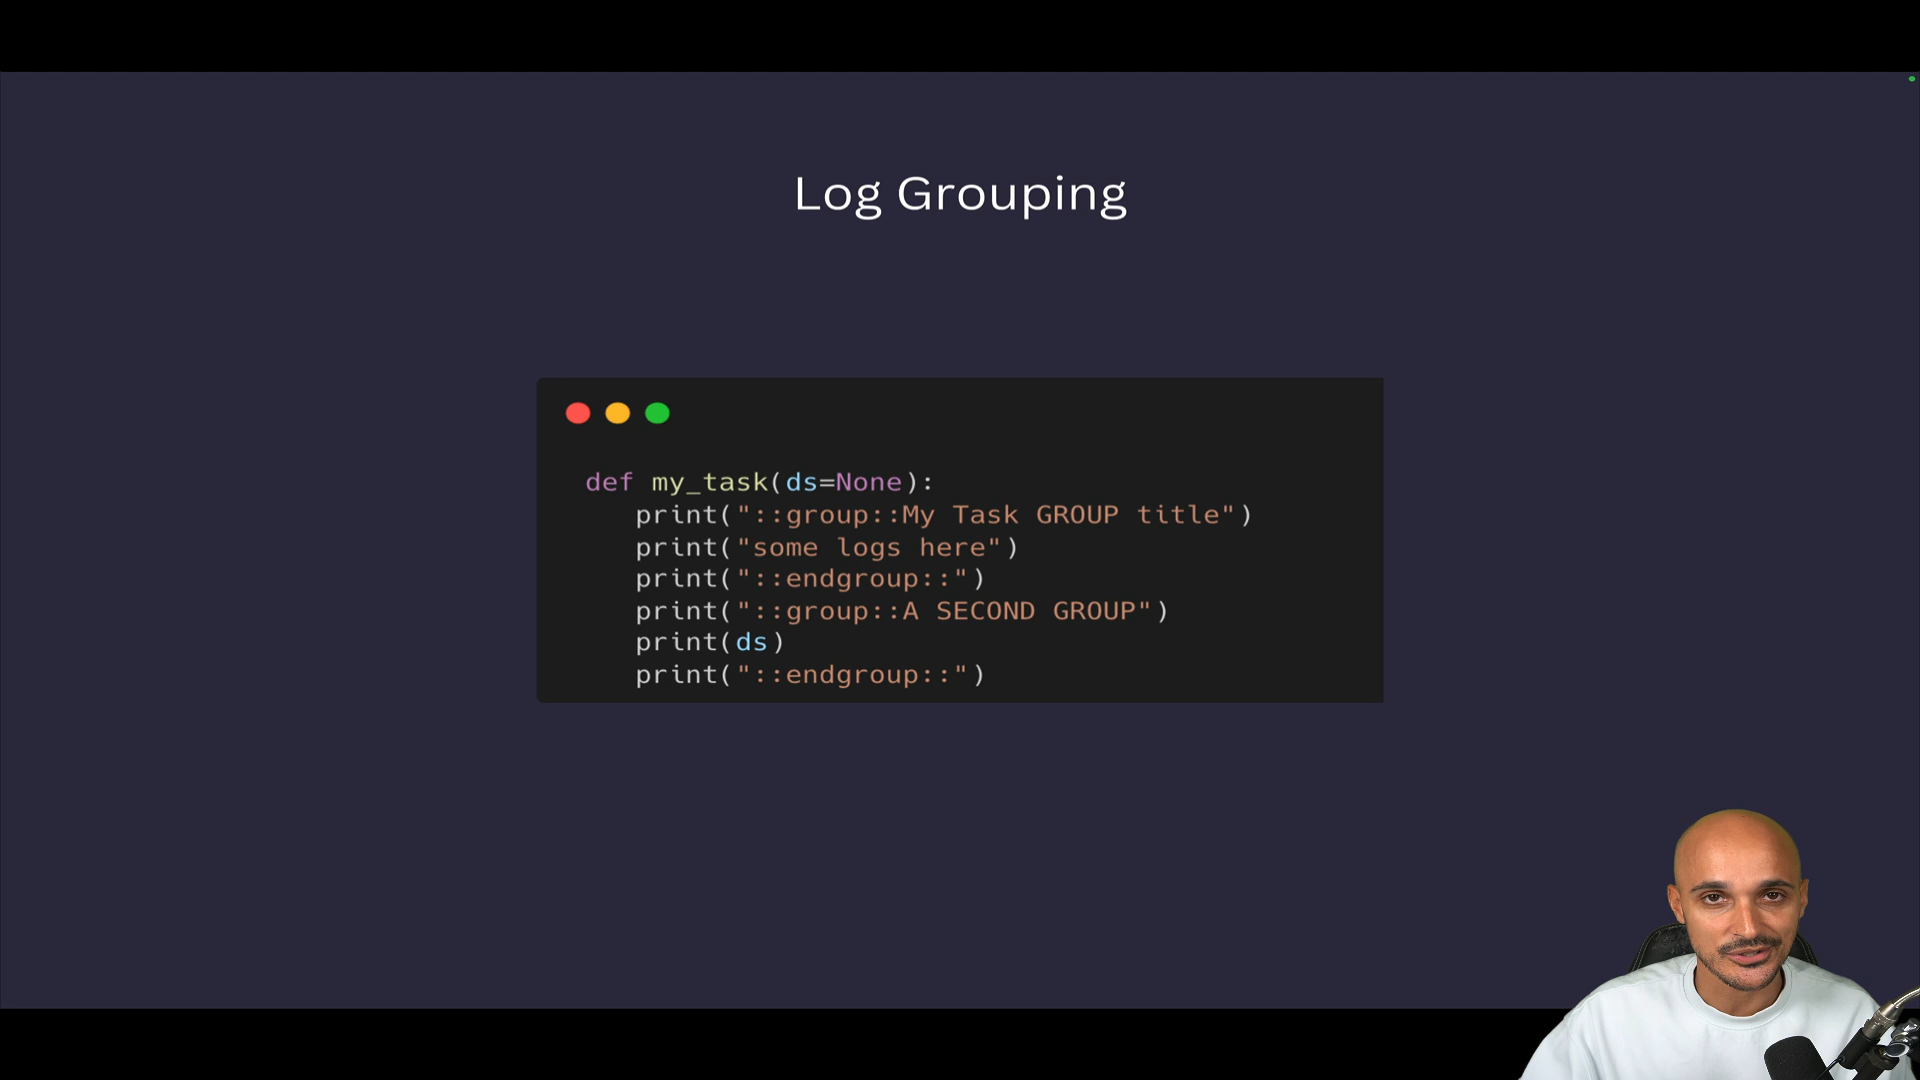 Log Grouping
def my_task(ds=None):
print("::group::My Task GROUP title")
print("some logs here")
print("::endgroup::")
print("::group::A SECOND GROUP")
print(ds)
print("::endgroup::")